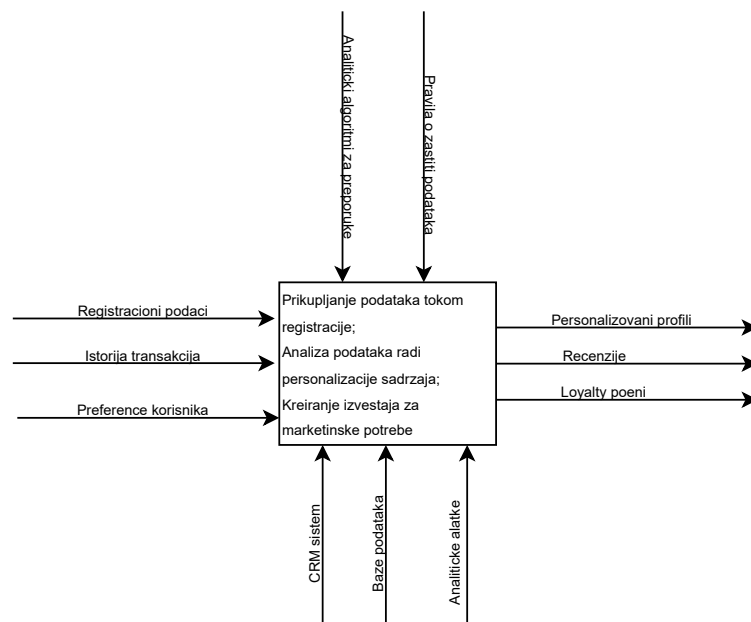 Analiticki algoritmi za preporuke
Pravila o zastiti podataka
Registracioni podaci
Istorija transakcija
Preference korisnika
Prikupljanje podataka tokom
registracije;
Analiza podataka radi
personalizacije sadrzaja;
Kreiranje izvestaja za
marketinske potrebe
Personalizovani profili
Recenzije
Loyalty poeni
CRM sistem
Baze podataka
Analiticke alatke